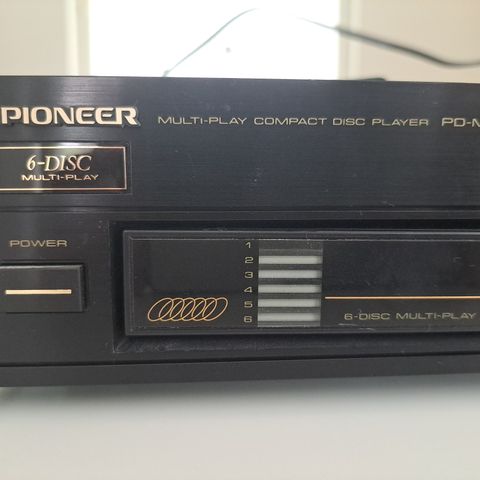 PIONEER
MULTI-PLAY COMPACT DISC PLAYER PD-M
6-DISC
MULTI-PLAY
POWER
1
2
3
4
5
6
6-DISC MULTI-PLAY